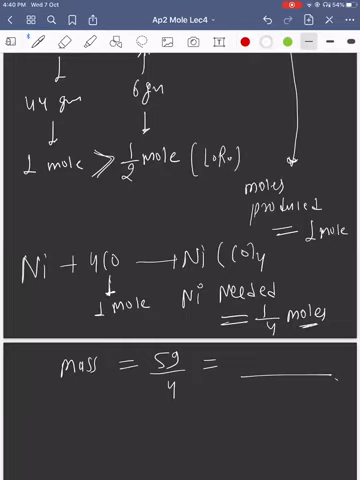 4:40 PM Wed 7 Oct 54%
Ap2 Mole Lec4
44 gm 6 gm
1 mole > 1/2 mole (L.R.)
moles
produced
= 1 mole
Ni + 4CO → Ni(CO)4
1 mole Ni needed
= 1/4 moles
mass = 59/4 = ______